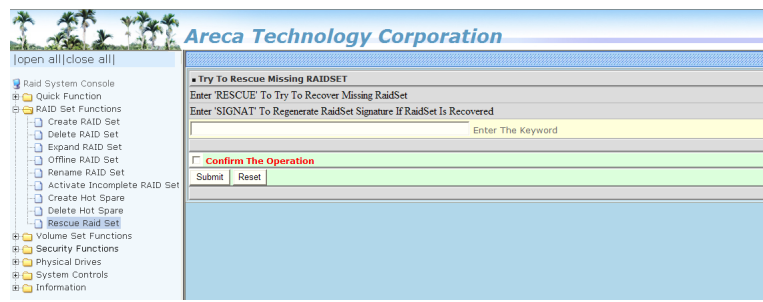 Areca Technology Corporation
|open all|close all|
Raid System Console
Quick Function
RAID Set Functions
Create RAID Set
Delete RAID Set
Expand RAID Set
Offline RAID Set
Rename RAID Set
Activate Incomplete RAID Set
Create Hot Spare
Delete Hot Spare
Rescue Raid Set
Volume Set Functions
Security Functions
Physical Drives
System Controls
Information
Try To Rescue Missing RAIDSET
Enter 'RESCUE' To Try To Recover Missing RaidSet
Enter 'SIGNAT' To Regenerate RaidSet Signature If RaidSet Is Recovered
Enter The Keyword
Confirm The Operation
Submit Reset